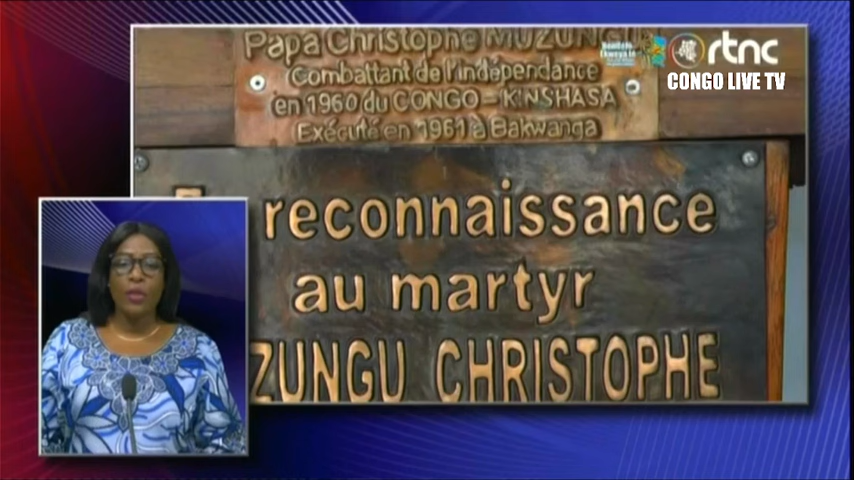 Papa Christophe MUZUNGU
Combattant de l'indépendance
en 1960 du CONGO - KINSHASA
Exécuté en 1961 à Bakwanga
reconnaissance
au martyr
ZUNGU CHRISTOPHE
rtnc
CONGO LIVE TV